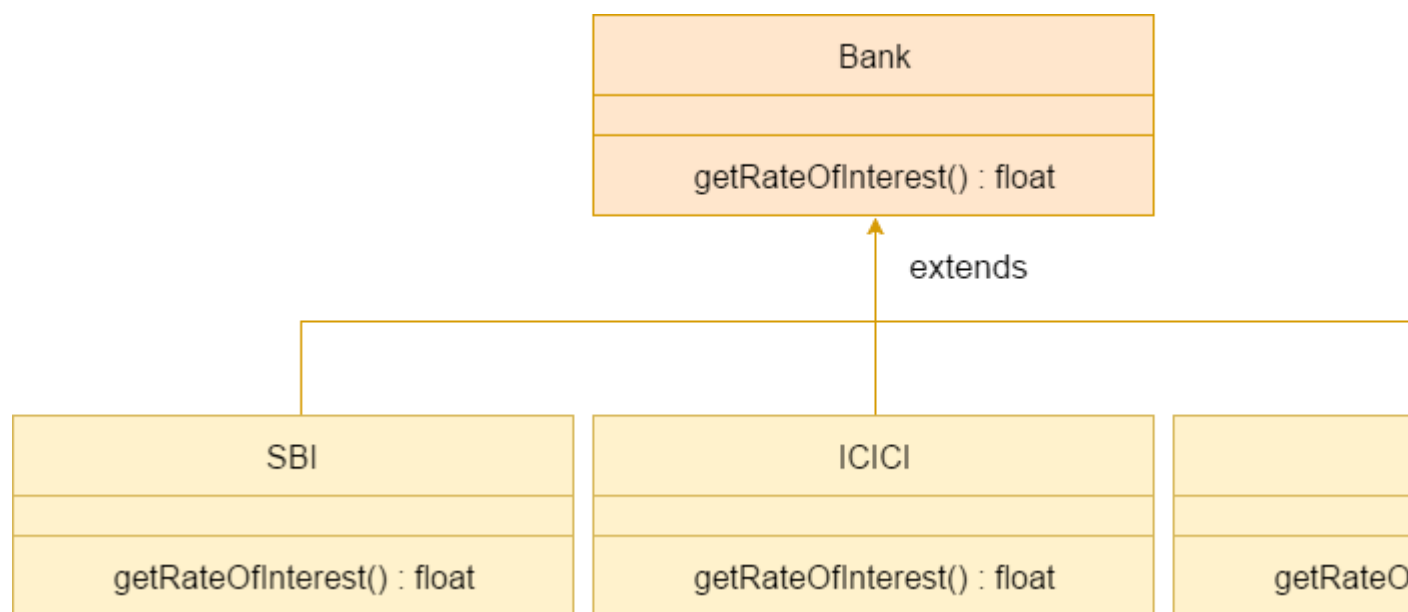 Bank
getRateOfInterest() : float
extends
SBI
ICICI
getRateOfInterest() : float
getRateOfInterest() : float